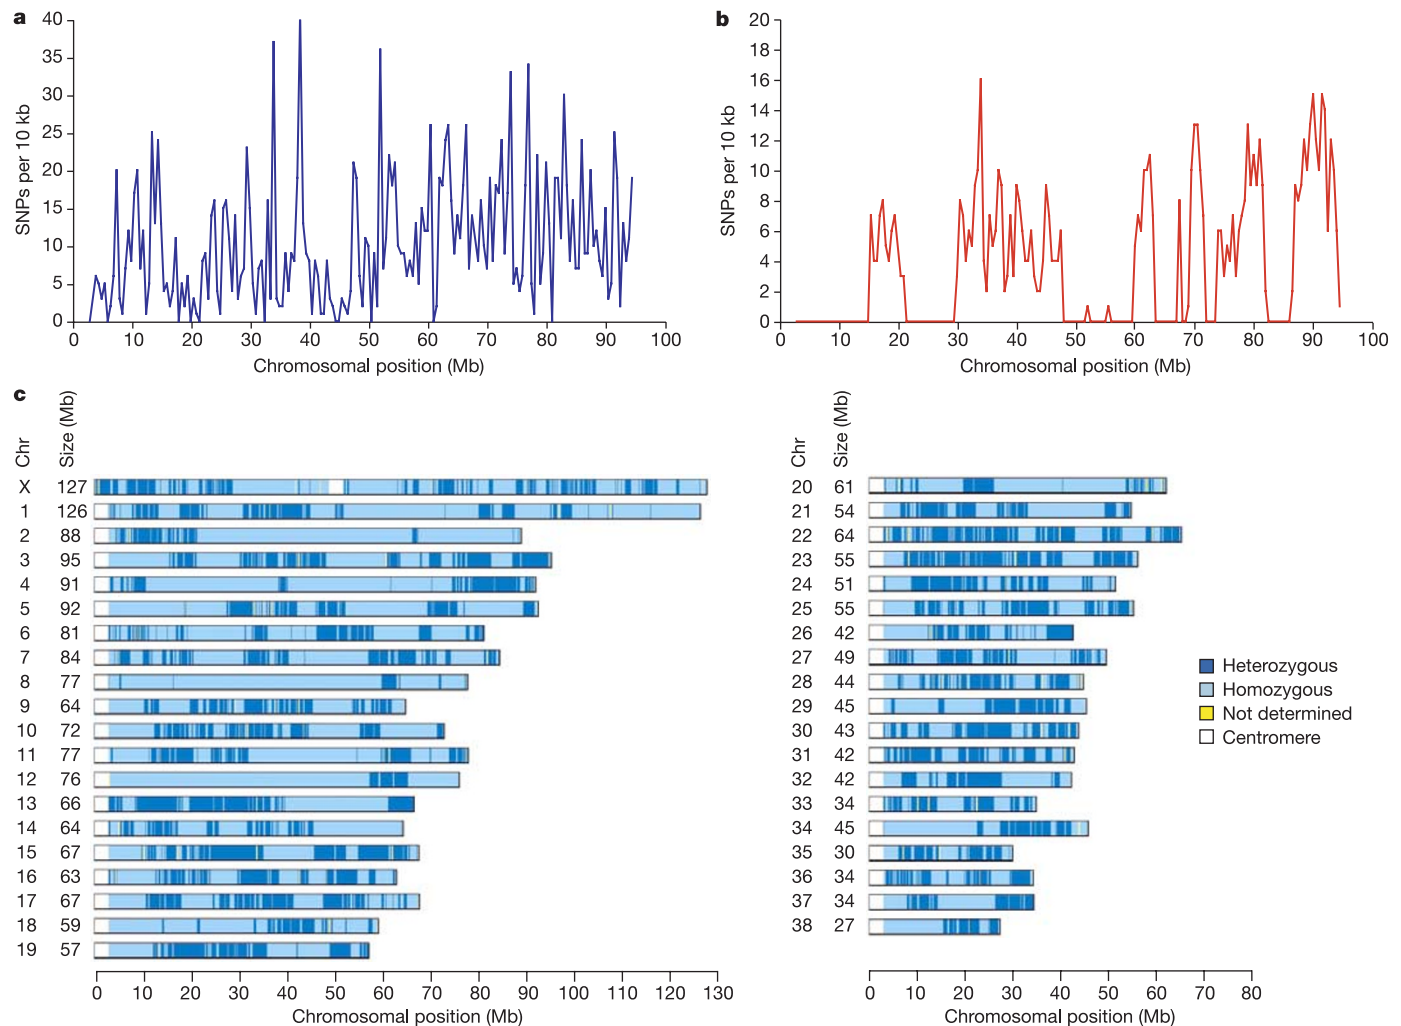 a
40
35
30
25
20
15
10
5
0
SNPs per 10 kb
0 10 20 30 40 50 60 70 80 90 100
Chromosomal position (Mb)
b
20
18
16
14
12
10
8
6
4
2
0
SNPs per 10 kb
0 10 20 30 40 50 60 70 80 90 100
Chromosomal position (Mb)
c
Chr Size (Mb)
X 127
1 126
2 88
3 95
4 91
5 92
6 81
7 84
8 77
9 64
10 72
11 77
12 76
13 66
14 64
15 67
16 63
17 67
18 59
19 57
0 10 20 30 40 50 60 70 80 90 100 110 120 130
Chromosomal position (Mb)
Chr Size (Mb)
20 61
21 54
22 64
23 55
24 51
25 55
26 42
27 49
28 44
29 45
30 43
31 42
32 42
33 34
34 45
35 30
36 34
37 34
38 27
0 10 20 30 40 50 60 70 80
Chromosomal position (Mb)
Heterozygous
Homozygous
Not determined
Centromere